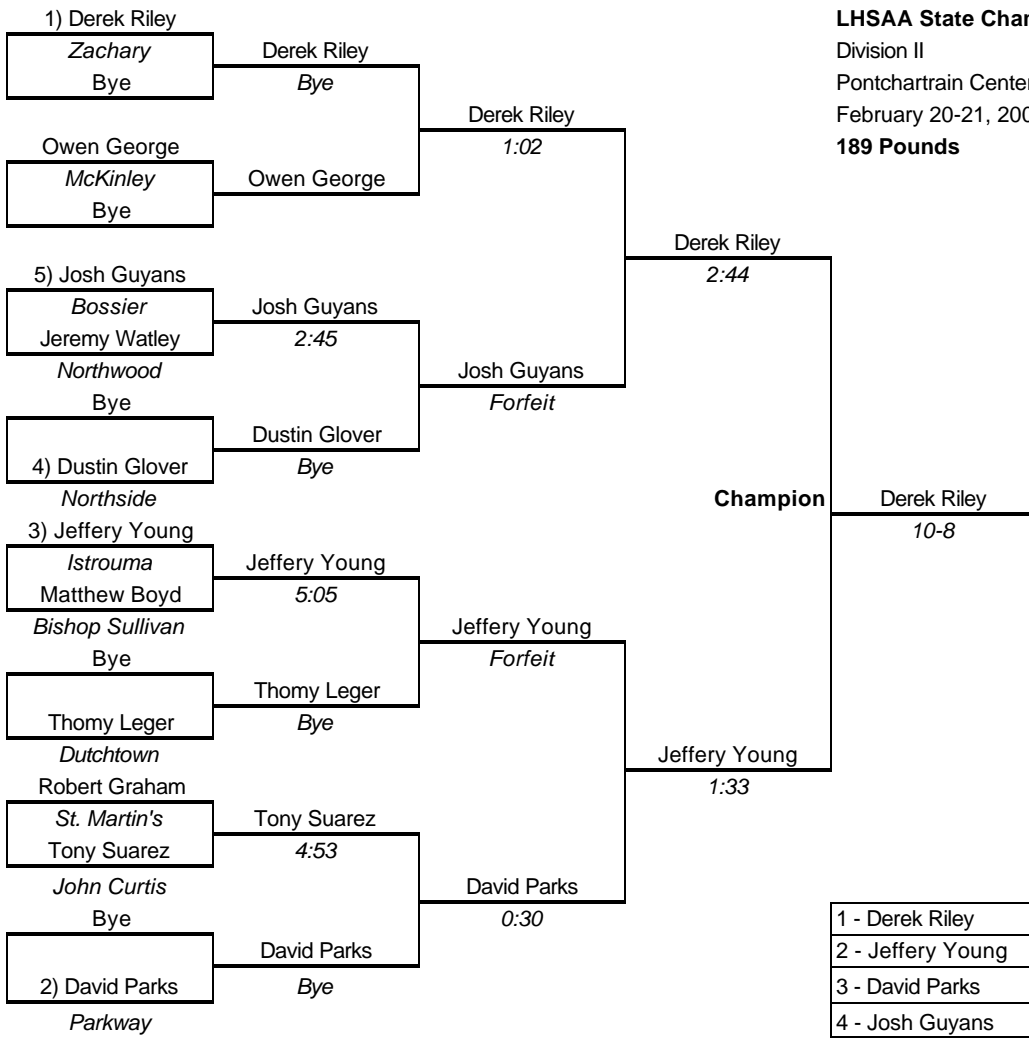 1) Derek Riley
Zachary
Bye
Owen George
McKinley
Bye
5) Josh Guyans
Bossier
Jeremy Watley
Northwood
Bye
4) Dustin Glover
Northside
3) Jeffery Young
Istrouma
Matthew Boyd
Bishop Sullivan
Bye
Thomy Leger
Dutchtown
Robert Graham
St. Martin's
Tony Suarez
John Curtis
Bye
2) David Parks
Parkway
Derek Riley
Bye
Owen George
Josh Guyans
2:45
Dustin Glover
Bye
Jeffery Young
5:05
Thomy Leger
Bye
Tony Suarez
4:53
David Parks
Bye
Derek Riley
1:02
Josh Guyans
Forfeit
Jeffery Young
Forfeit
David Parks
0:30
Derek Riley
2:44
Jeffery Young
1:33
Champion
Derek Riley
10-8
LHSAA State
Division II
Pontchartrain
February 20-21,
189 Pounds
1 - Derek Riley
2 - Jeffery Young
3 - David Parks
4 - Josh Guyans